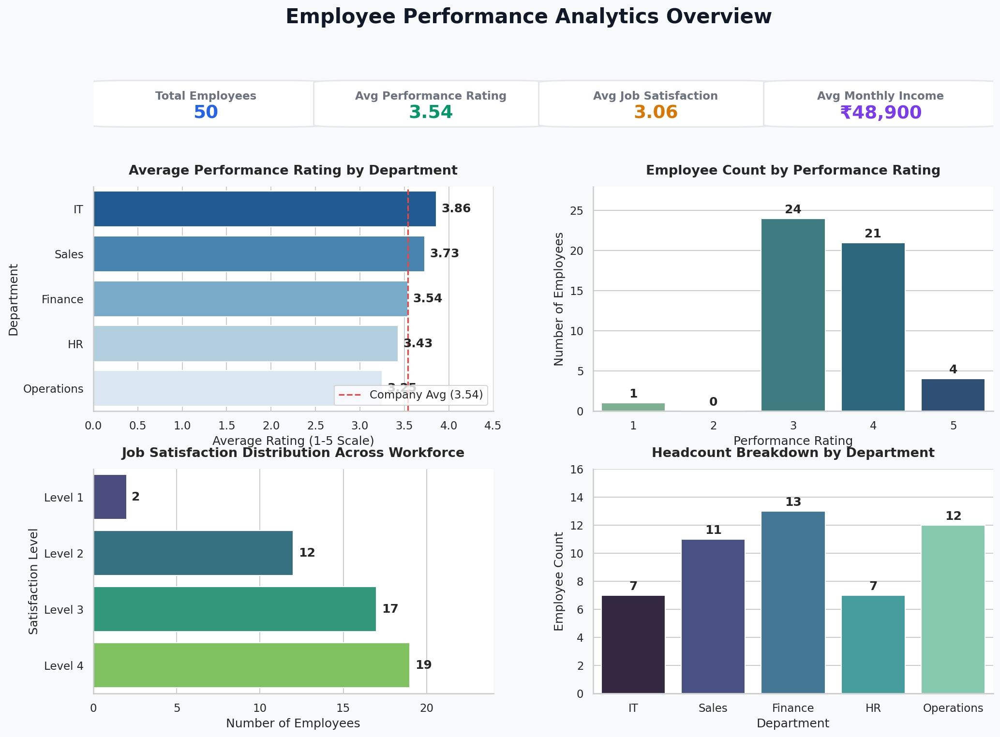 Employee Performance Analytics Overview
Total Employees
50
Avg Performance Rating
3.54
Avg Job Satisfaction
3.06
Avg Monthly Income
₹48,900
Average Performance Rating by Department
Department
IT
Sales
Finance
HR
Operations
3.86
3.73
3.54
3.43
3.25
Company Avg (3.54)
0.0 0.5 1.0 1.5 2.0 2.5 3.0 3.5 4.0 4.5
Average Rating (1-5 Scale)
Employee Count by Performance Rating
Number of Employees
25
20
15
10
5
0
1
0
24
21
4
1 2 3 4 5
Performance Rating
Job Satisfaction Distribution Across Workforce
Satisfaction Level
Level 1
Level 2
Level 3
Level 4
2
12
17
19
0 5 10 15 20
Number of Employees
Headcount Breakdown by Department
Employee Count
16
14
12
10
8
6
4
2
0
7
11
13
7
12
IT Sales Finance HR Operations
Department